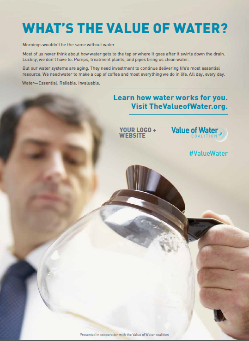 WHAT'S THE VALUE OF WATER?
Mornings wouldn't be the same without water.
Most of us never think about how water gets to the tap or where it goes after it swirls down the drain.
Luckily, we don't have to. Pumps, treatment plants, and pipes bring us clean water.
But our water systems are aging. They need investment to continue delivering life's most essential
resource. We need water to make a cup of coffee and most everything we do in life. All day, every day.
Water—Essential. Reliable. Invaluable.
Learn how water works for you.
Visit TheValueofWater.org.
YOUR LOGO +
WEBSITE
Value of Water
COALITION
#ValueWater
Presented in association with the Value of Water Coalition